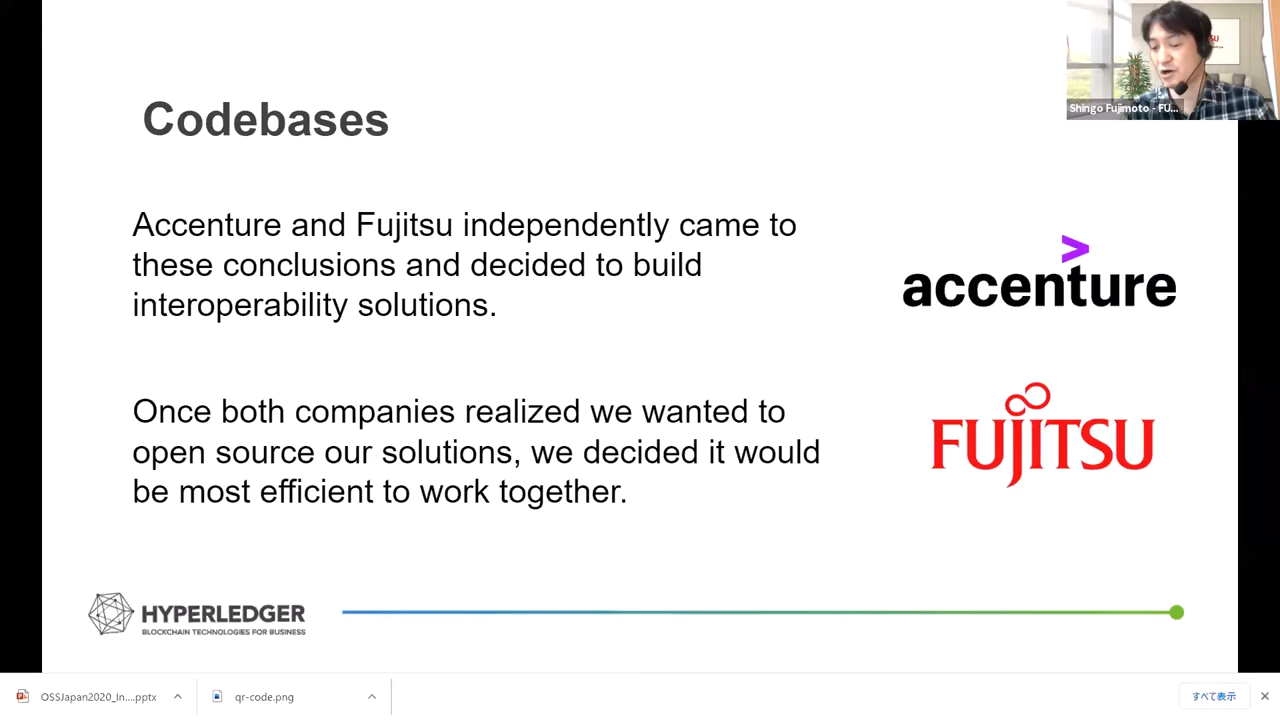 Codebases
Accenture and Fujitsu independently came to
these conclusions and decided to build
interoperability solutions.
Once both companies realized we wanted to
open source our solutions, we decided it would
be most efficient to work together.
>
accenture
FUJITSU
HYPERLEDGER
BLOCKCHAIN TECHNOLOGIES FOR BUSINESS
Shingo Fujimoto - FU...
OSSJapan2020_In....pptx
qr-code.png
すべて表示